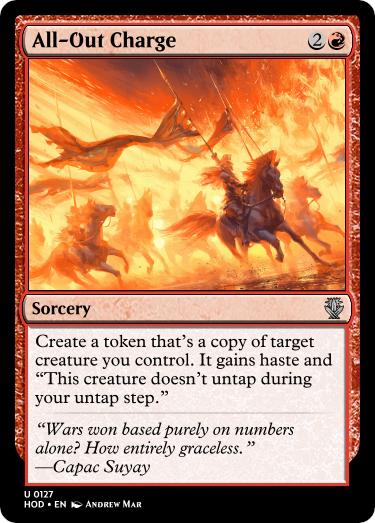 All-Out Charge 2
Sorcery
Create a token that's a copy of target
creature you control. It gains haste and
“This creature doesn't untap during
your untap step.”
“Wars won based purely on numbers
alone? How entirely graceless.”
—Capac Suyay
U 0127
HOD • EN Andrew Mar